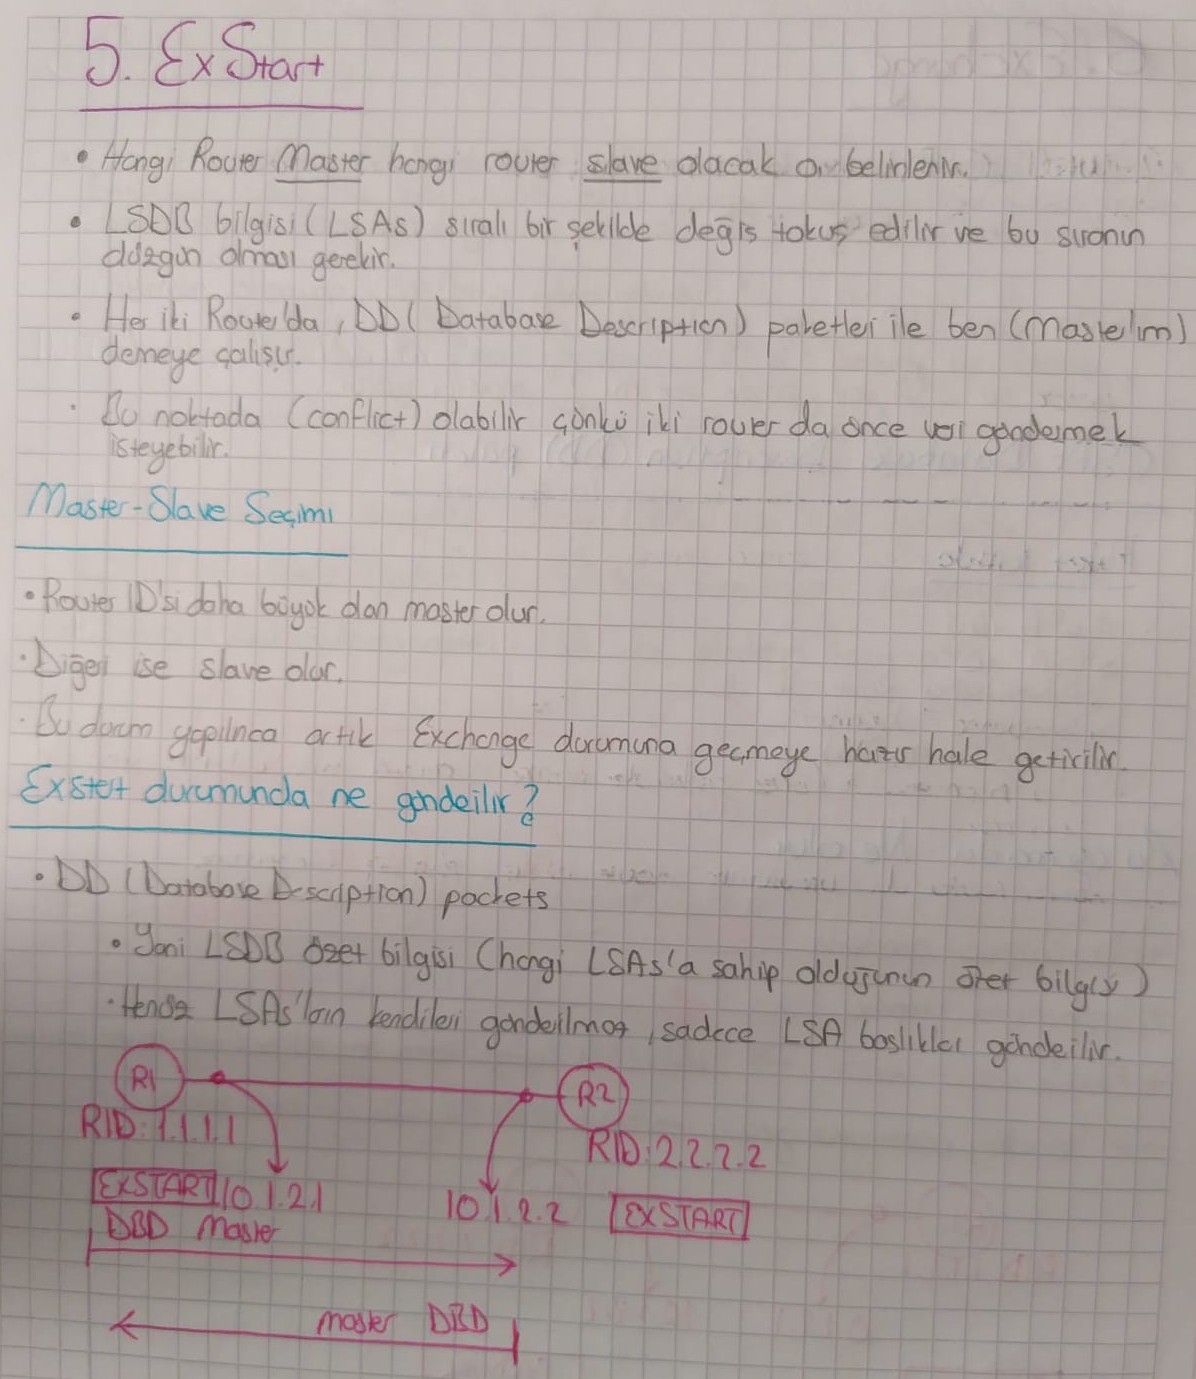 5. ExStart
• Hangi Router Master hangi router slave olacak o belirlenir.
• LSDB bilgisi (LSAs) sıralı bir şekilde değiş tokuş edilir ve bu sıranın
düzgün olması gerekir.
• Her iki Router'da, DD (Database Description) paketleri ile ben (Master'ım)
demeye çalışır.
• Bu noktada (conflict) olabilir çünkü iki router da önce veri göndermek
isteyebilir.
Master-Slave Seçimi
• Router ID'si daha büyük olan master olur.
• Diğeri ise slave olur.
• Bu durum yapılınca artık Exchange durumuna geçmeye hazır hale getirilir.
Exstart durumunda ne gönderilir?
• DD (Database Description) packets
• Yani LSDB özet bilgisi (hangi LSAs'a sahip olduğunun özet bilgisi)
• Henüz LSAs'ların kendileri gönderilmez, sadece LSA başlıkları gönderilir.
R1 R2
RID: 1.1.1.1 RID: 2.2.2.2
EXSTART 10.1.2.1 10.1.2.2 EXSTART
DBD Master
master DBD